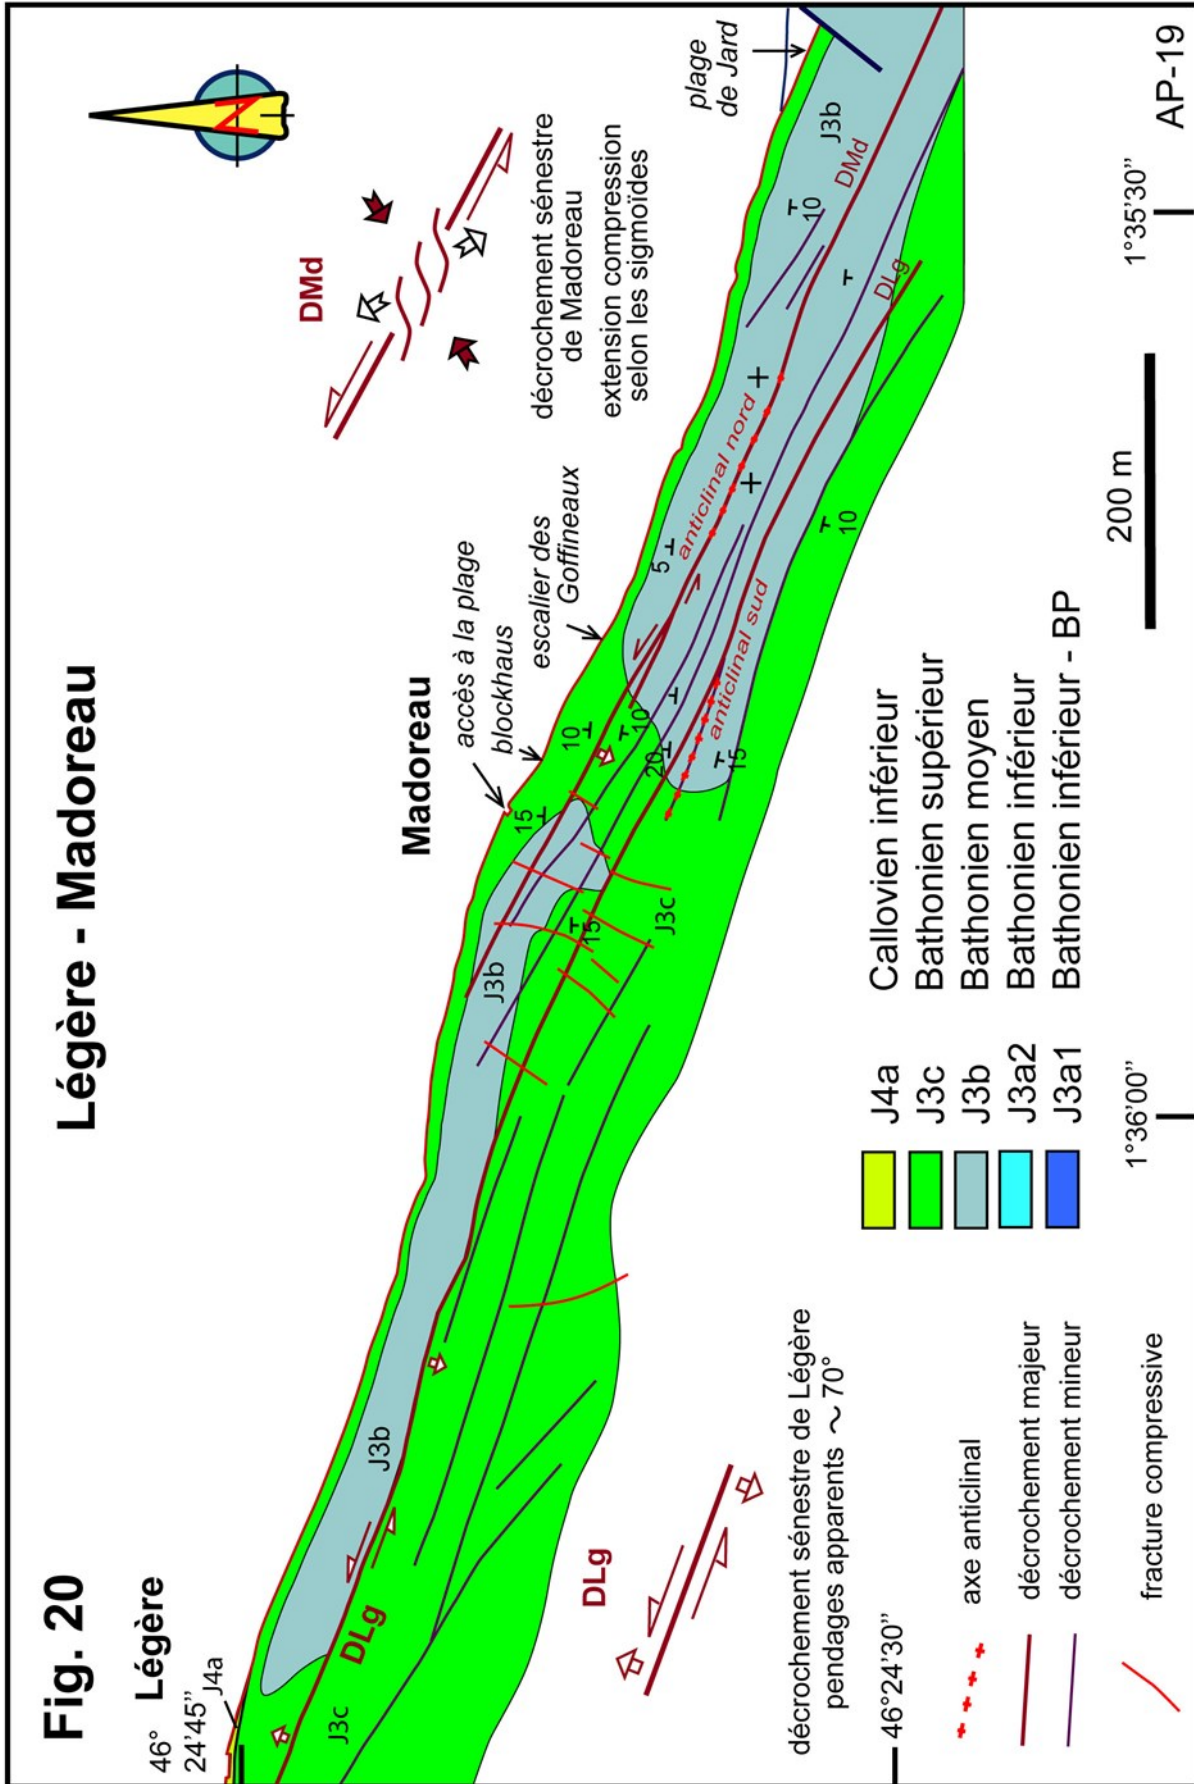 Fig. 20
Légère - Madoreau
46°
24'45"
Légère
J4a
J3c
DLg
J3b
J3b
J3c
Madoreau
accès à la plage
blockhaus
escalier des
Goffineaux
15
15
10
10
20
15
5
10
10
anticlinal nord
anticlinal sud
DMd
DLg
J3b
plage
de Jard
N
DMd
décrochement sénestre
de Madoreau
extension compression
selon les sigmoïdes
DLg
décrochement sénestre de Légère
pendages apparents ~ 70°
46°24'30"
axe anticlinal
décrochement majeur
décrochement mineur
fracture compressive
J4a Callovien inférieur
J3c Bathonien supérieur
J3b Bathonien moyen
J3a2 Bathonien inférieur
J3a1 Bathonien inférieur - BP
1°36'00"
200 m
1°35'30"
AP-19